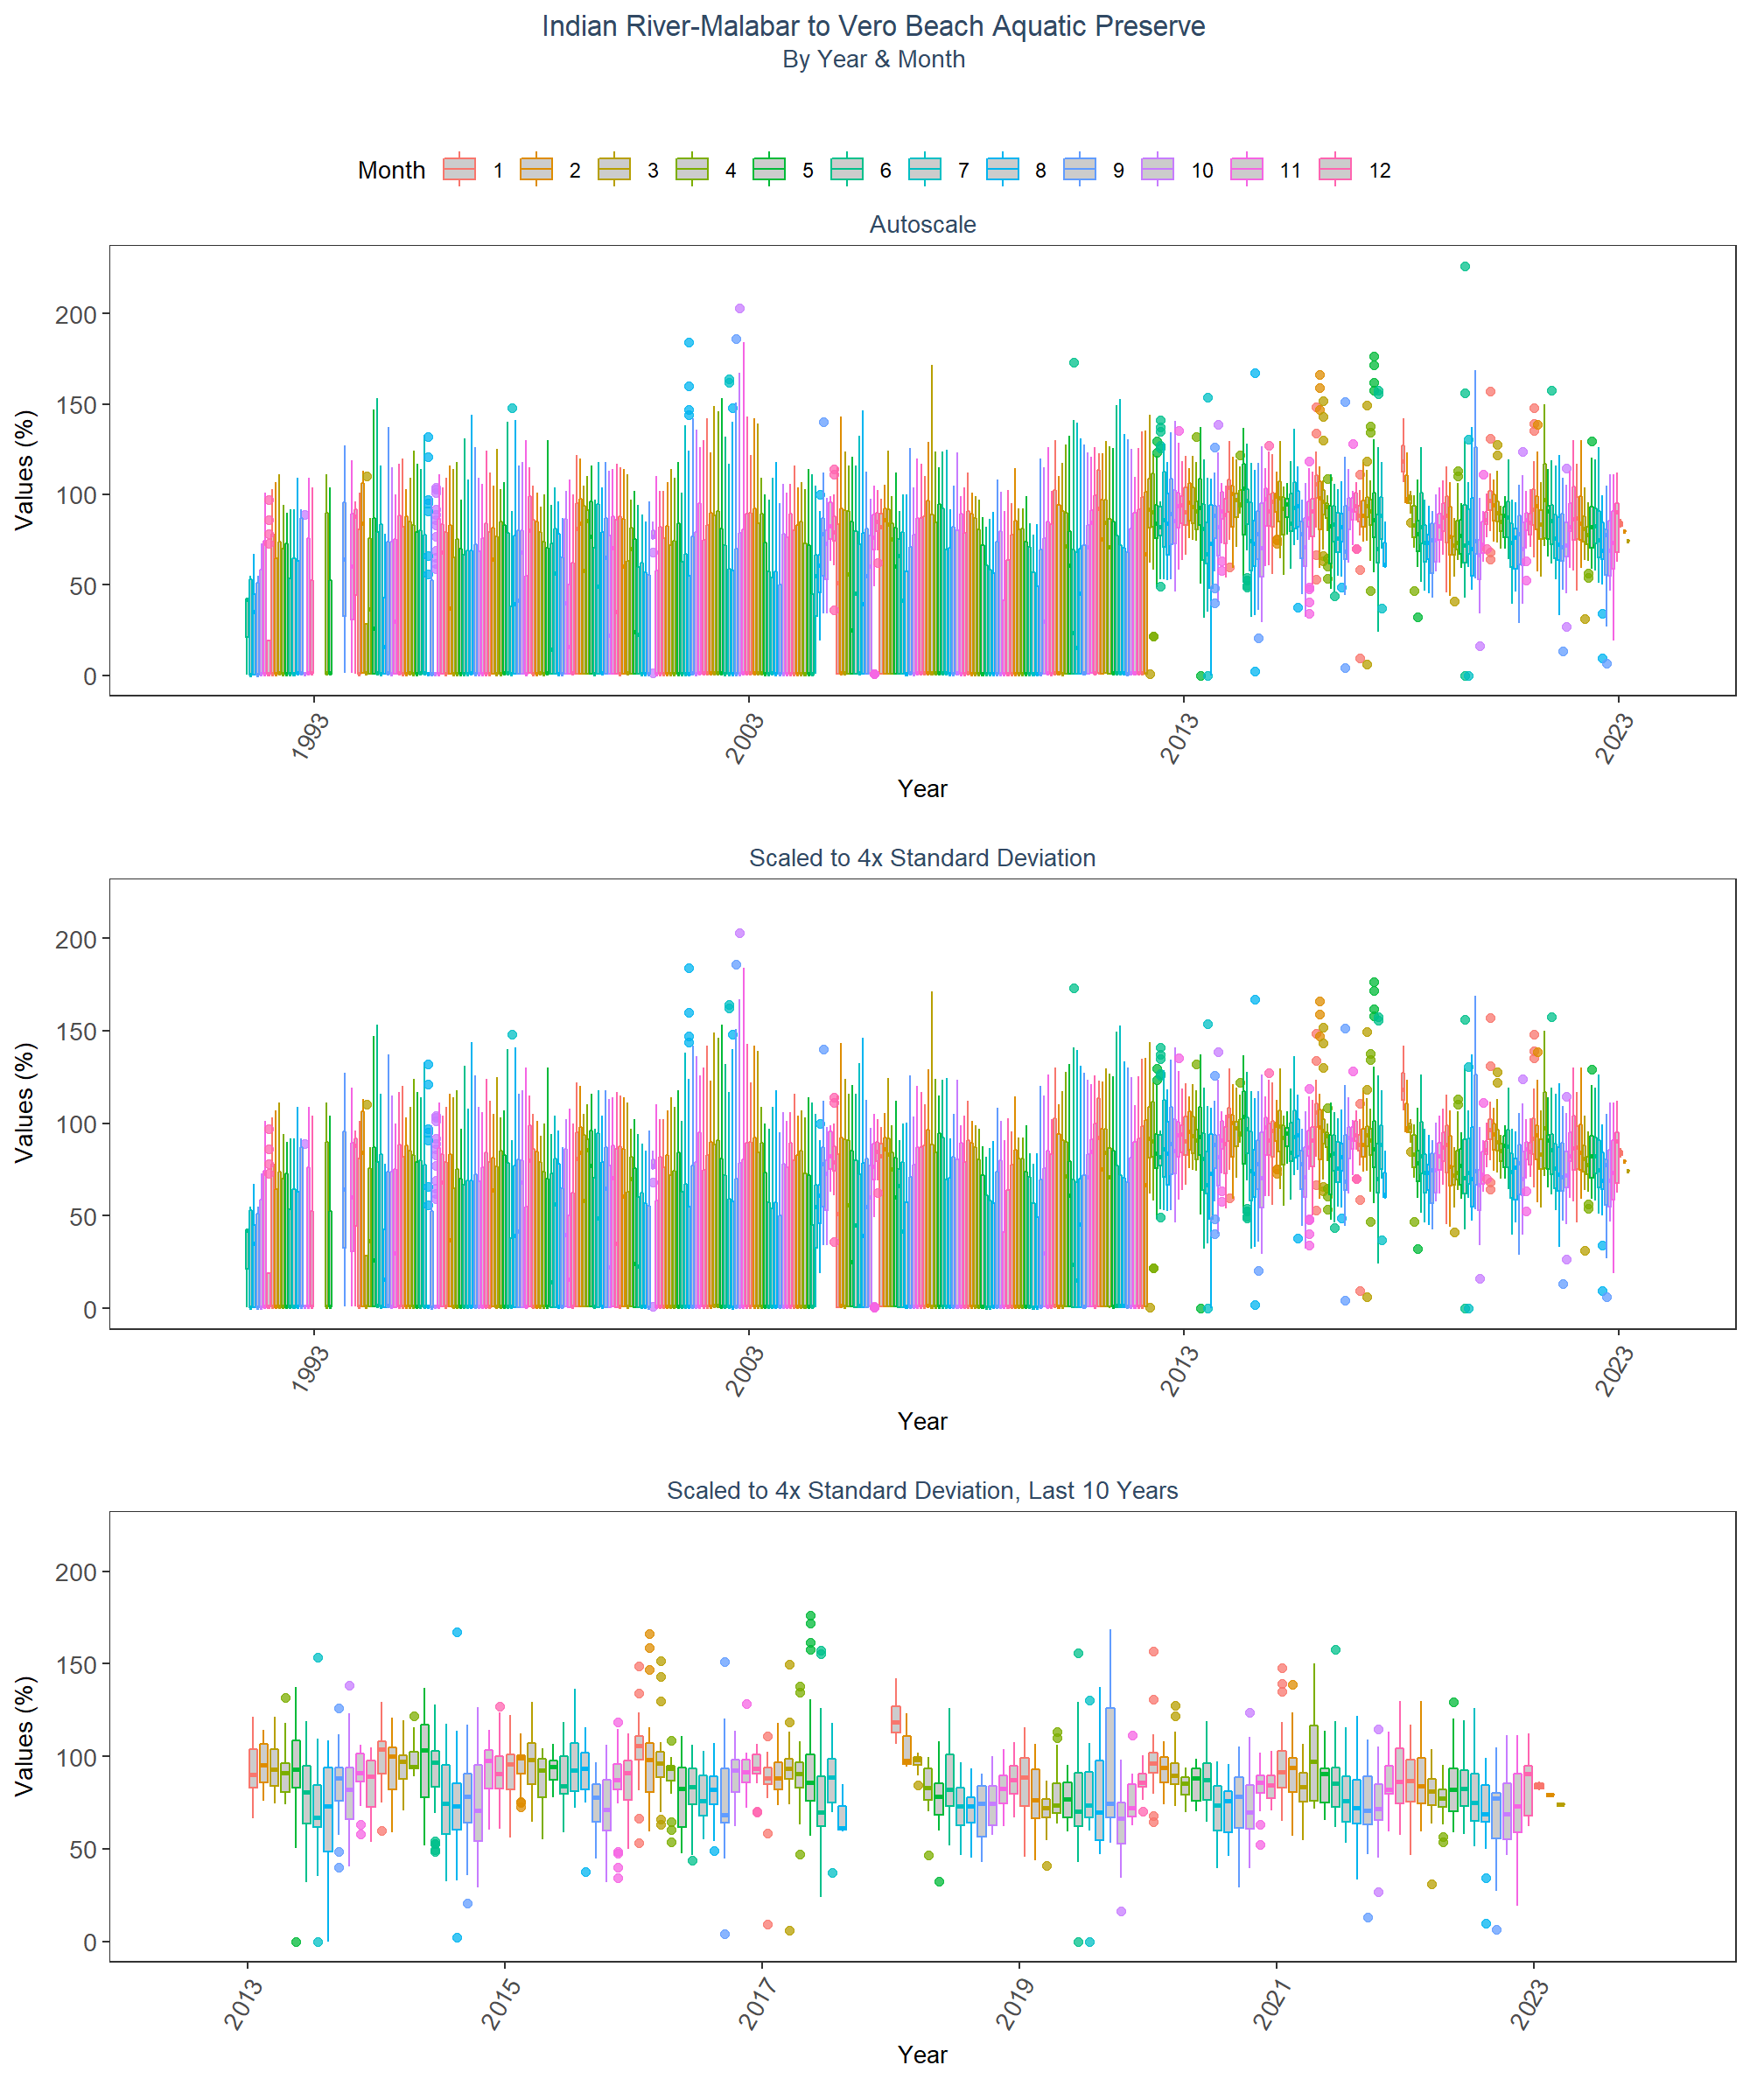 Indian River-Malabar to Vero Beach Aquatic Preserve
By Year & Month
Month 1 2 3 4 5 6 7 8 9 10 11 12
Autoscale
Values (%)
200
150
100
50
0
1993 2003 2013 2023
Year
Scaled to 4x Standard Deviation
Values (%)
200
150
100
50
0
1993 2003 2013 2023
Year
Scaled to 4x Standard Deviation, Last 10 Years
Values (%)
200
150
100
50
0
2013 2015 2017 2019 2021 2023
Year